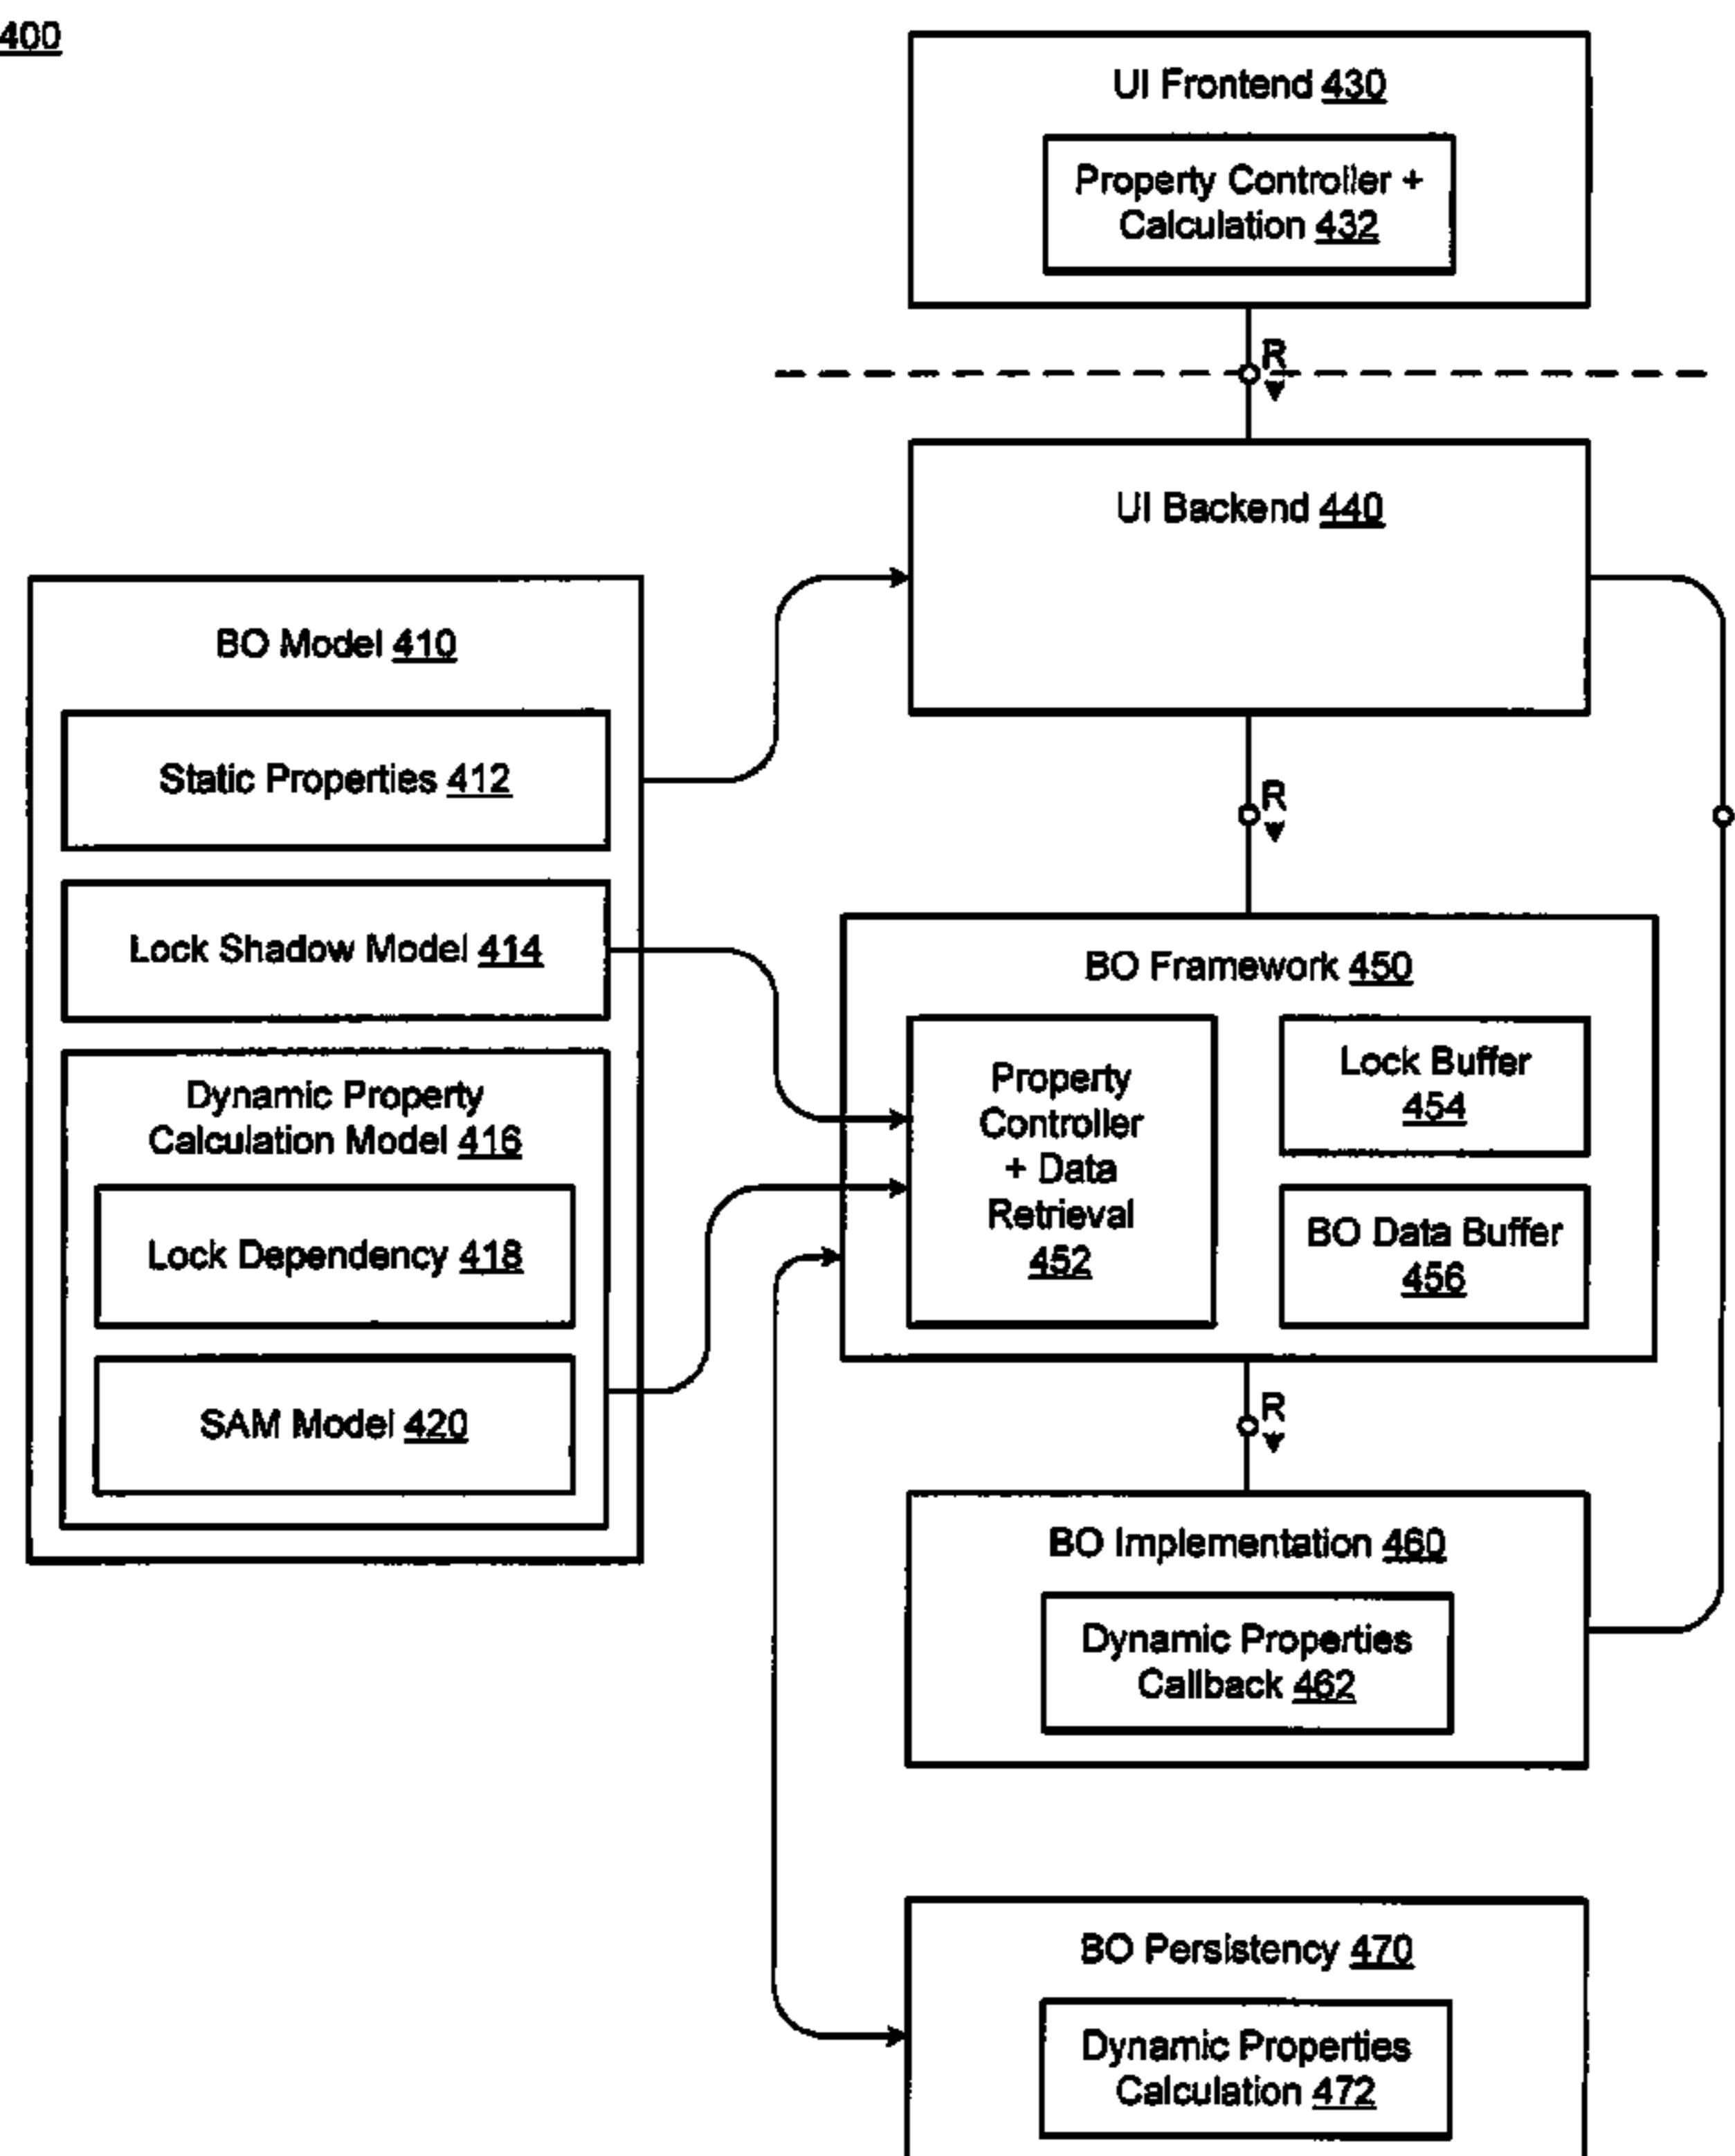 400
UI Frontend 430
Property Controller +
Calculation 432
R
UI Backend 440
BO Model 410
Static Properties 412
R
Lock Shadow Model 414
BO Framework 450
Property
Controller
+ Data
Retrieval
452
Lock Buffer
454
BO Data Buffer
456
Dynamic Property
Calculation Model 416
Lock Dependency 418
SAM Model 420
R
BO Implementation 460
Dynamic Properties
Callback 462
BO Persistency 470
Dynamic Properties
Calculation 472